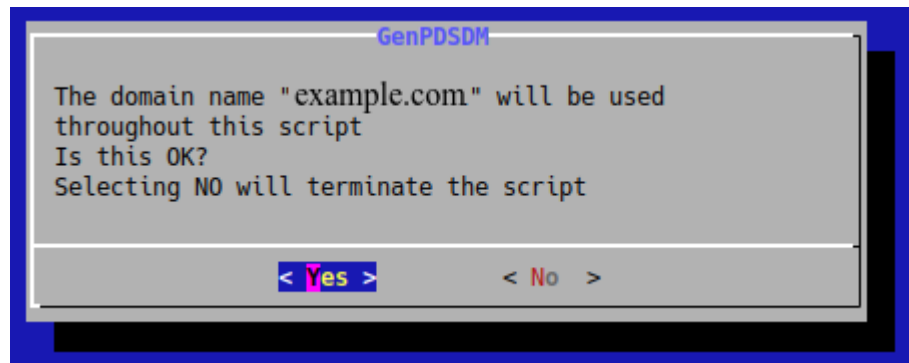 GenPDSDM
The domain name "example.com" will be used
throughout this script
Is this OK?
Selecting NO will terminate the script
< Yes > < No >